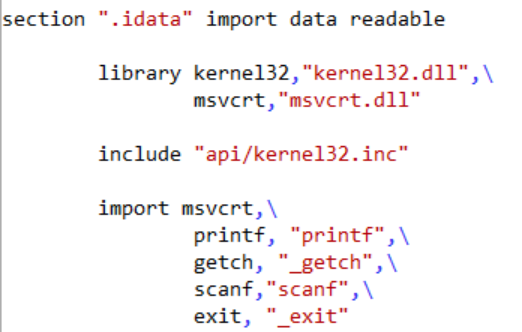 section ".idata" import data readable
library kernel32,"kernel32.dll",\
msvcrt,"msvcrt.dll"
include "api/kernel32.inc"
import msvcrt,\
printf, "printf",\
getch, "_getch",\
scanf,"scanf",\
exit, "_exit"